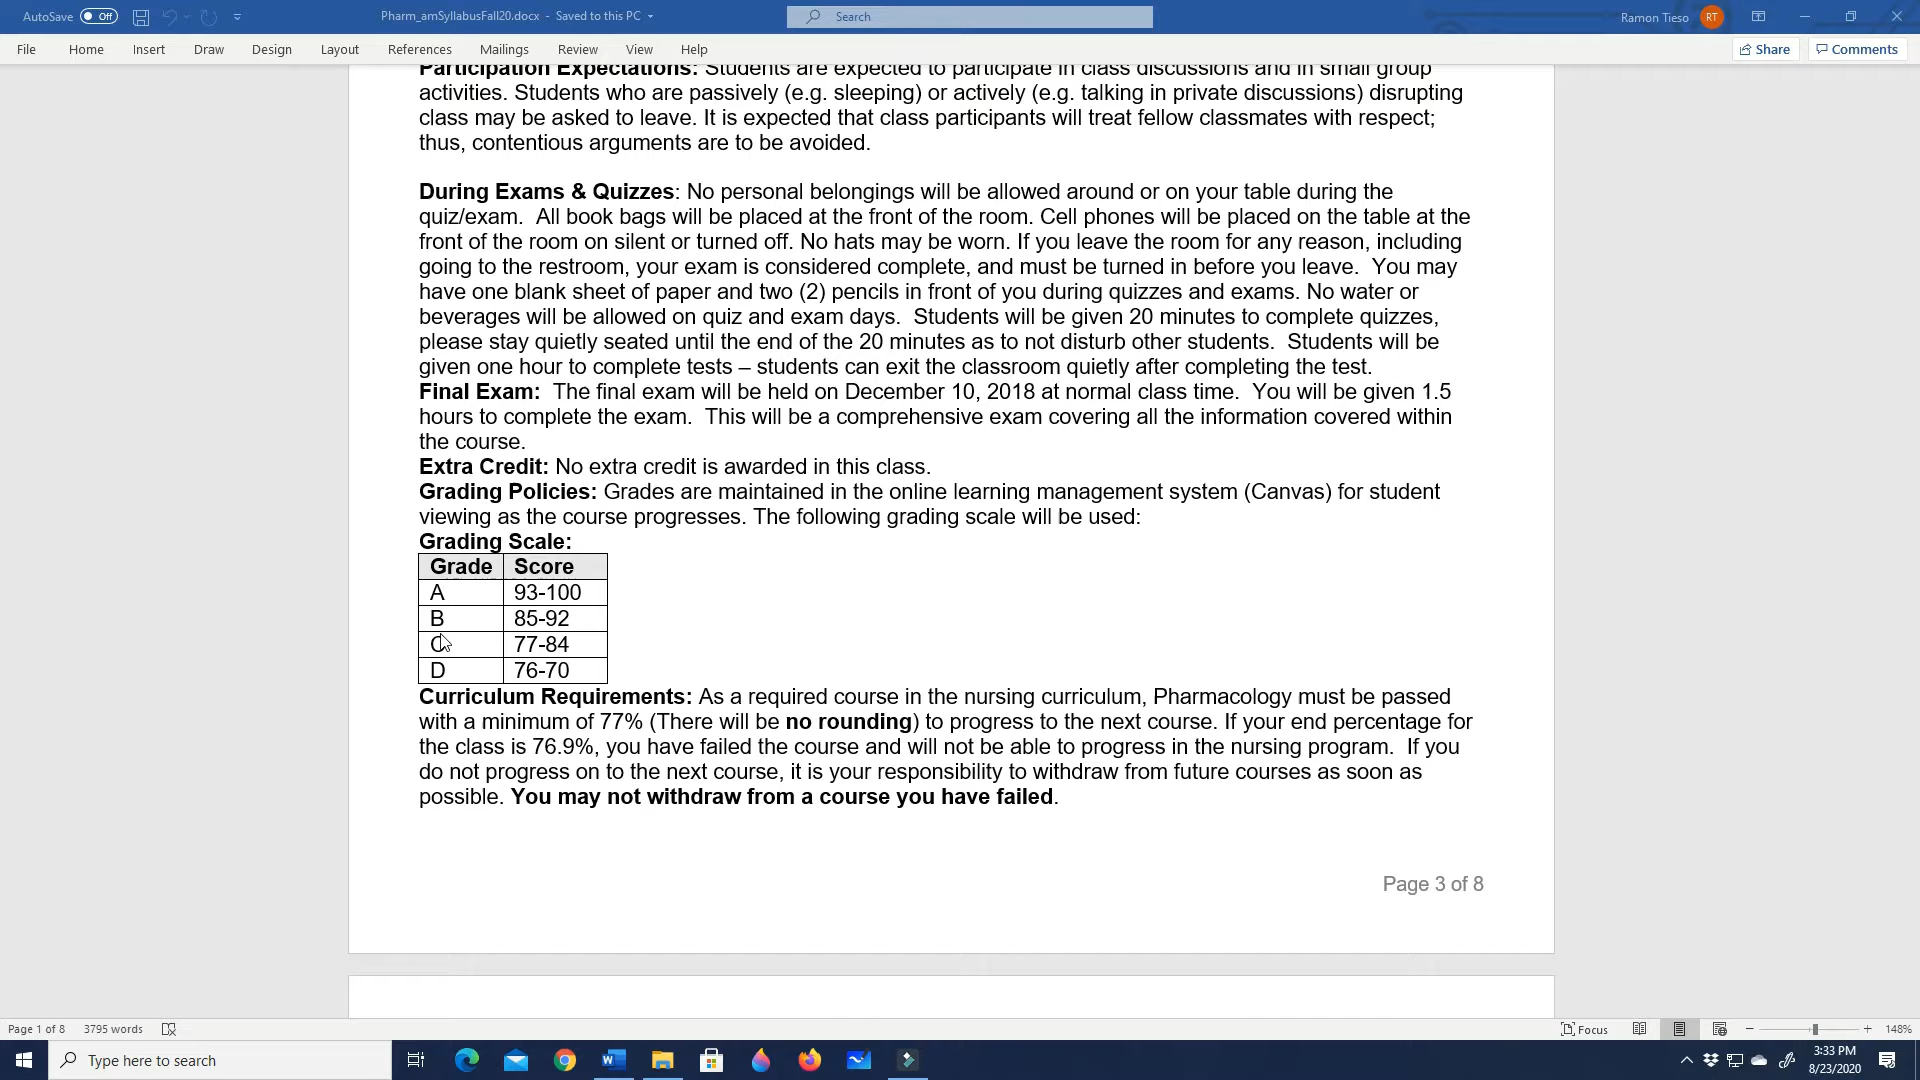 AutoSave Off Pharm_amSyllabusFall20.docx - Saved to this PC Search Ramon Tieso RT
File Home Insert Draw Design Layout References Mailings Review View Help Share Comments
Participation Expectations: Students are expected to participate in class discussions and in small group
activities. Students who are passively (e.g. sleeping) or actively (e.g. talking in private discussions) disrupting
class may be asked to leave. It is expected that class participants will treat fellow classmates with respect;
thus, contentious arguments are to be avoided.
During Exams & Quizzes: No personal belongings will be allowed around or on your table during the
quiz/exam. All book bags will be placed at the front of the room. Cell phones will be placed on the table at the
front of the room on silent or turned off. No hats may be worn. If you leave the room for any reason, including
going to the restroom, your exam is considered complete, and must be turned in before you leave. You may
have one blank sheet of paper and two (2) pencils in front of you during quizzes and exams. No water or
beverages will be allowed on quiz and exam days. Students will be given 20 minutes to complete quizzes,
please stay quietly seated until the end of the 20 minutes as to not disturb other students. Students will be
given one hour to complete tests – students can exit the classroom quietly after completing the test.
Final Exam: The final exam will be held on December 10, 2018 at normal class time. You will be given 1.5
hours to complete the exam. This will be a comprehensive exam covering all the information covered within
the course.
Extra Credit: No extra credit is awarded in this class.
Grading Policies: Grades are maintained in the online learning management system (Canvas) for student
viewing as the course progresses. The following grading scale will be used:
Grading Scale:
Grade Score
A 93-100
B 85-92
C 77-84
D 76-70
Curriculum Requirements: As a required course in the nursing curriculum, Pharmacology must be passed
with a minimum of 77% (There will be no rounding) to progress to the next course. If your end percentage for
the class is 76.9%, you have failed the course and will not be able to progress in the nursing program. If you
do not progress on to the next course, it is your responsibility to withdraw from future courses as soon as
possible. You may not withdraw from a course you have failed.
Page 3 of 8
Page 1 of 8 3795 words Focus 148%
Type here to search 3:33 PM
8/23/2020